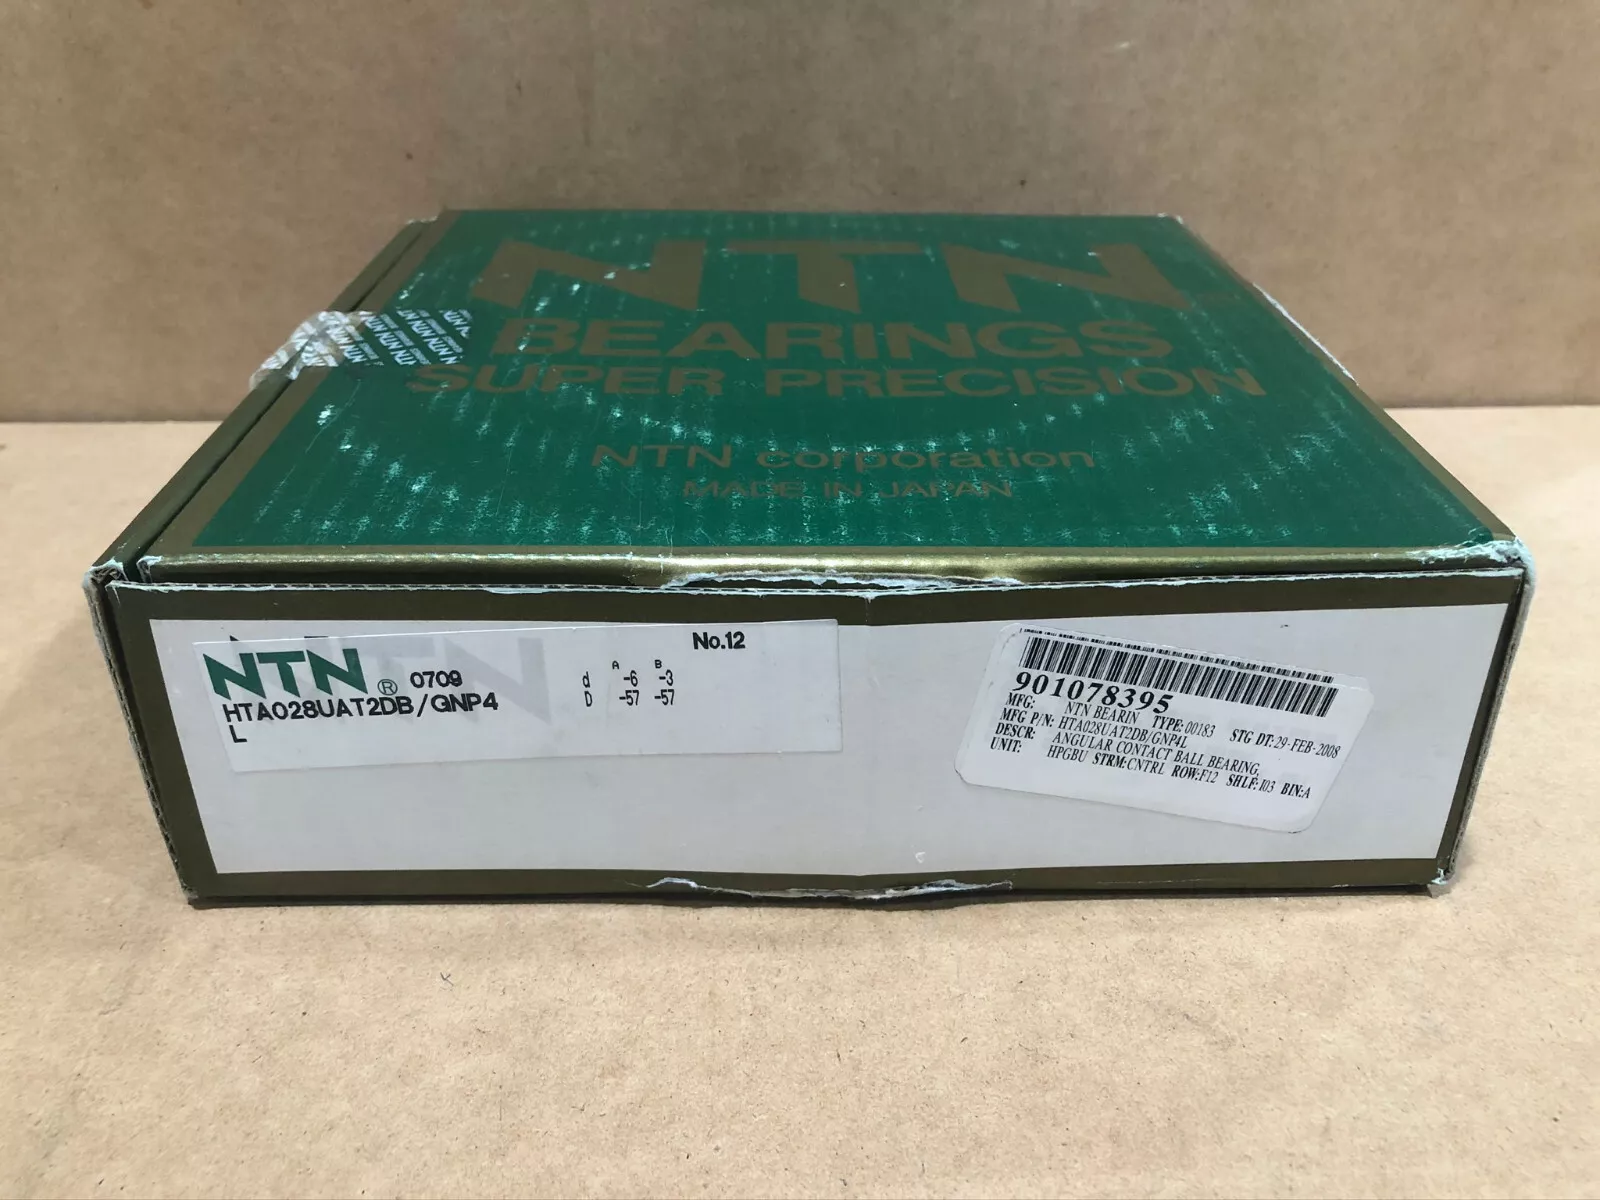 NTN
BEARINGS
SUPER PRECISION
NTN corporation
MADE IN JAPAN
NTN® 0709
HTA028UAT2DB/GNP4
L
No.12
A B
d -6 -3
D -57 -57
901078395
MFG: NTN BEARIN TYPE:00183 STG DT:29-FEB-2008
MFG P/N: HTA028UAT2DB/GNP4L
DESCR: ANGULAR CONTACT BALL BEARING,
UNIT: HPGBU STRM:CNTRL ROW:F12 SHLF:I03 BIN:A